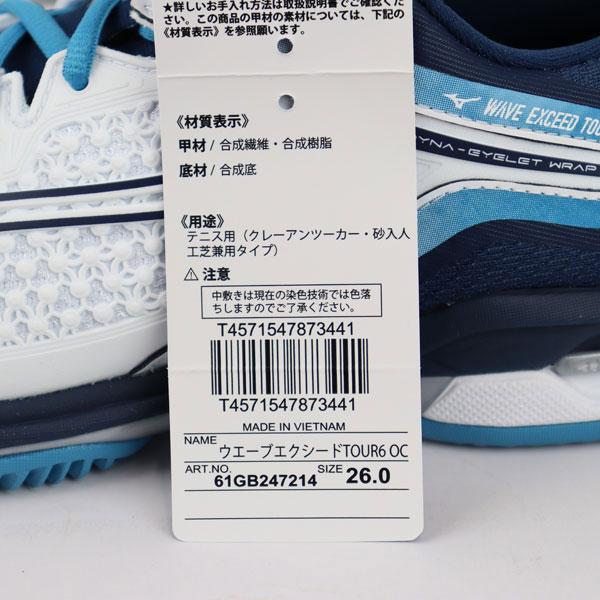 ★詳しいお手入れ方法は取扱説明書でご確認ください。
この商品の甲材の素材については、下記の
《材質表示》を参照願います。
《材質表示》
甲材 / 合成繊維・合成樹脂
底材 / 合成底
《用途》
テニス用（クレーアンツーカー・砂入人
工芝兼用タイプ）
⚠ 注意
中敷きは現在の染色技術では色落
ちしますのでご了承ください。
T4571547873441
T4571547873441
MADE IN VIETNAM
NAME ウエーブエクシードTOUR6 OC
ART.NO. 61GB247214 SIZE 26.0
WAVE EXCEED TOU
YNA-EYELET WRAP